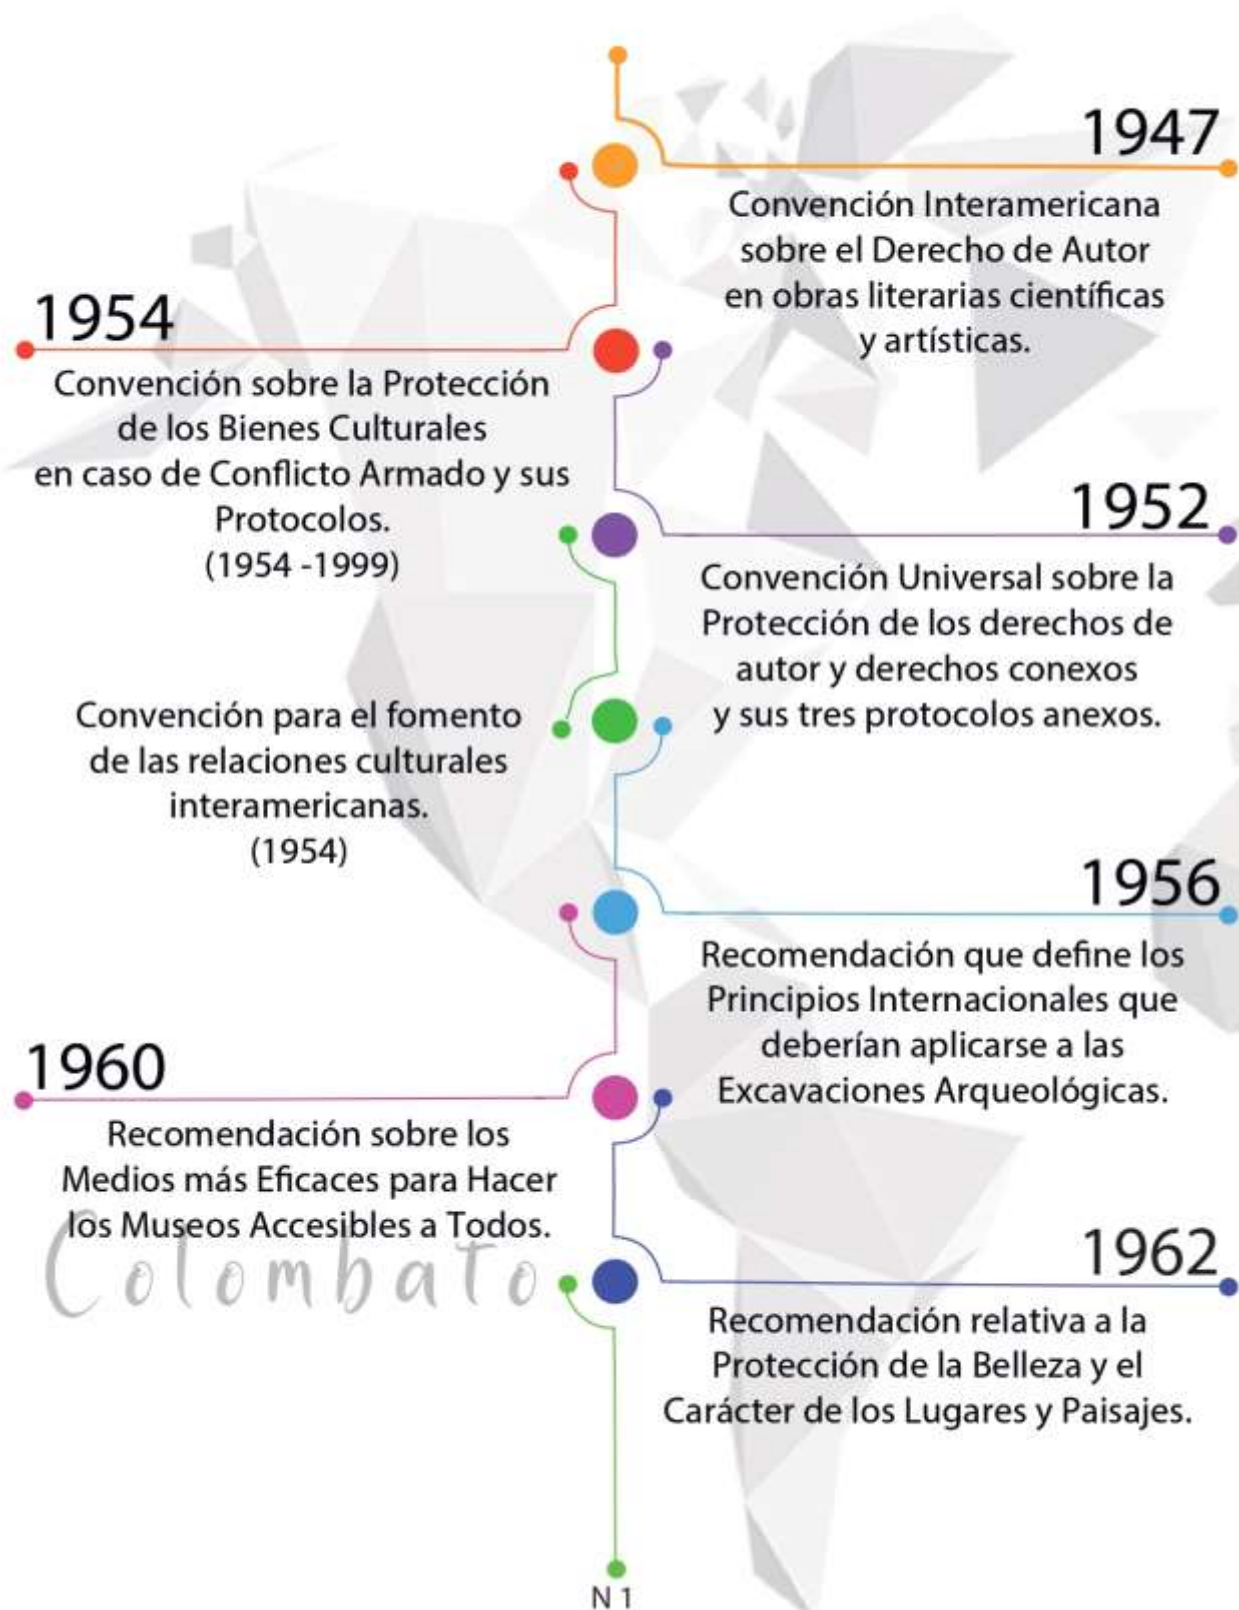 1947
Convención Interamericana
sobre el Derecho de Autor
en obras literarias científicas
y artísticas.
1954
Convención sobre la Protección
de los Bienes Culturales
en caso de Conflicto Armado y sus
Protocolos.
(1954 -1999)
1952
Convención Universal sobre la
Protección de los derechos de
autor y derechos conexos
y sus tres protocolos anexos.
Convención para el fomento
de las relaciones culturales
interamericanas.
(1954)
1956
Recomendación que define los
Principios Internacionales que
deberían aplicarse a las
Excavaciones Arqueológicas.
1960
Recomendación sobre los
Medios más Eficaces para Hacer
los Museos Accesibles a Todos.
Colombato
1962
Recomendación relativa a la
Protección de la Belleza y el
Carácter de los Lugares y Paisajes.
N 1